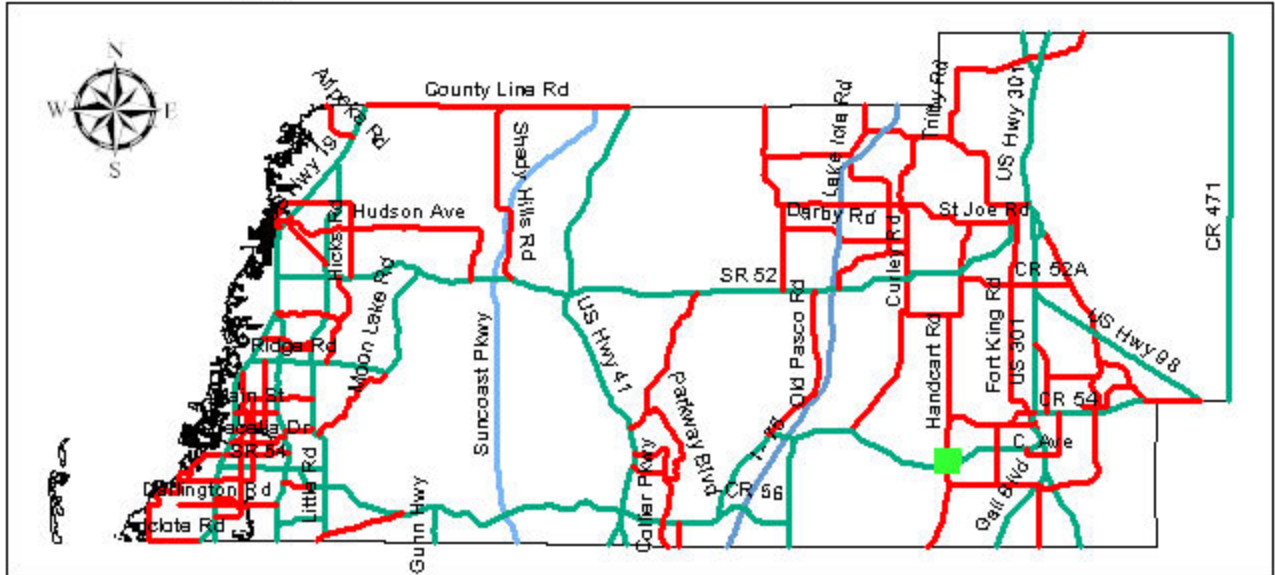 N
W
E
S
Aripeka Rd
County Line Rd
Hwy 19
Shady Hills Rd
Lake Iola Rd
Trilby Rd
US Hwy 301
CR 471
Hicks Rd
Hudson Ave
Darby Rd
St Joe Rd
Curley Rd
SR 52
CR 52A
Moon Lake Rd
Suncoast Pkwy
US Hwy 41
Old Pasco Rd
Handcart Rd
Fort King Rd
US 301
US Hwy 98
Ridge Rd
Main St
Parkway Blvd
CR 54
SR 54
I-75
C Ave
Little Rd
Darlington Rd
Gunn Hwy
Collier Pkwy
CR 56
Gall Blvd
Anclote Rd